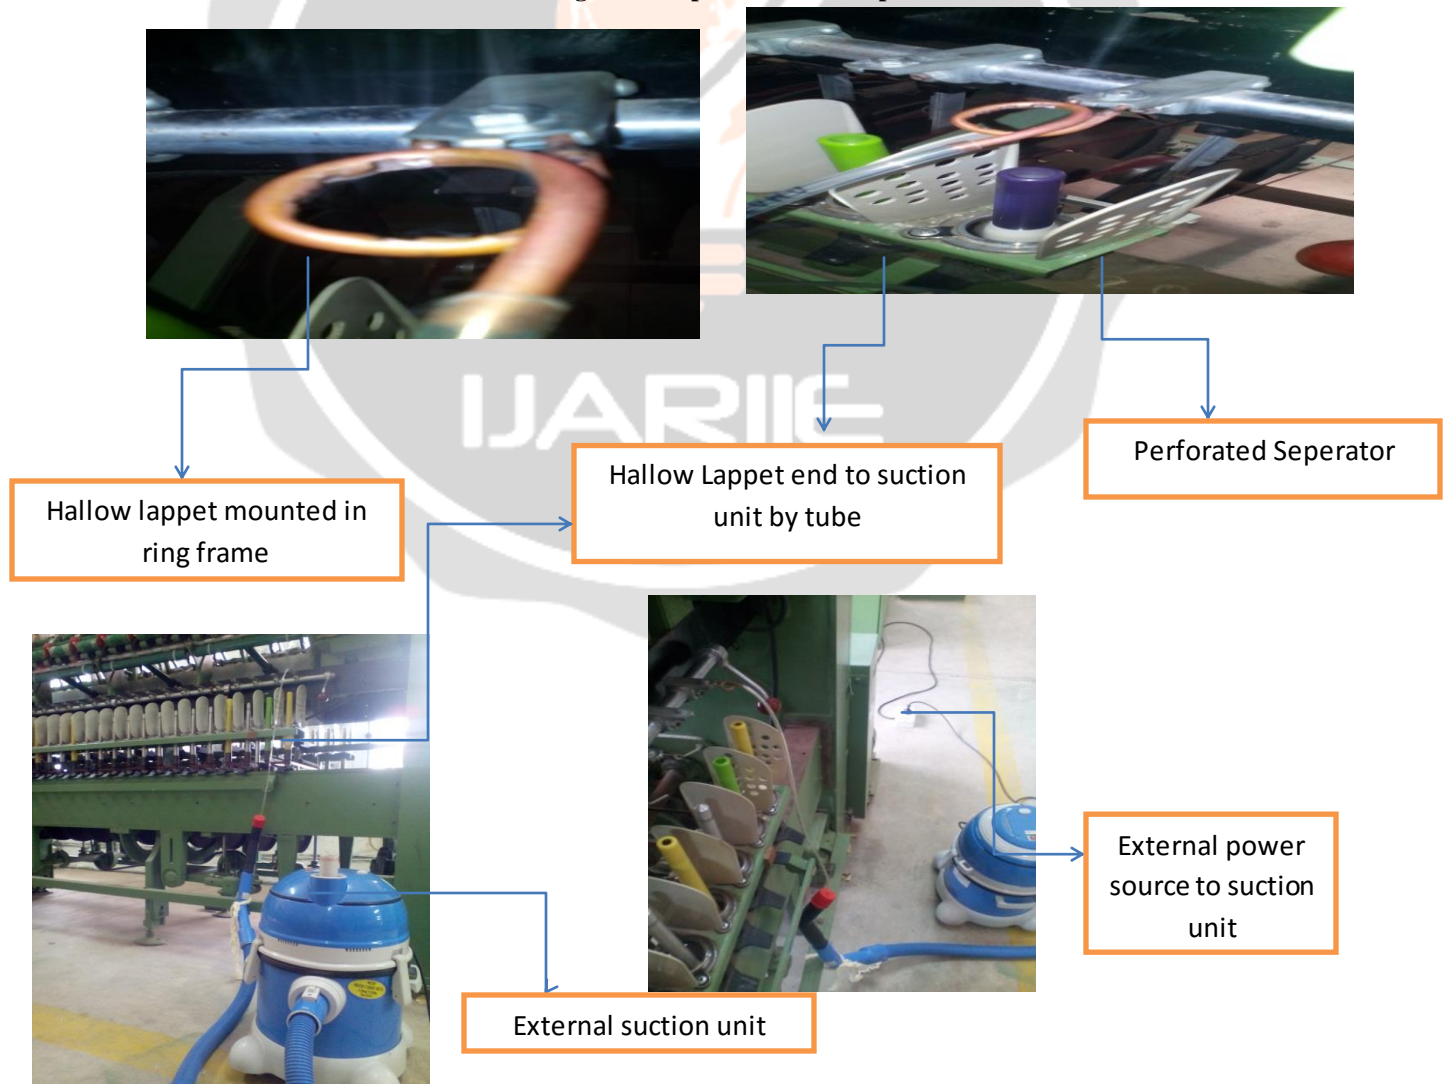 IJARIIE
Hallow lappet mounted in
ring frame
Hallow Lappet end to suction
unit by tube
Perforated Seperator
External suction unit
External power
source to suction
unit